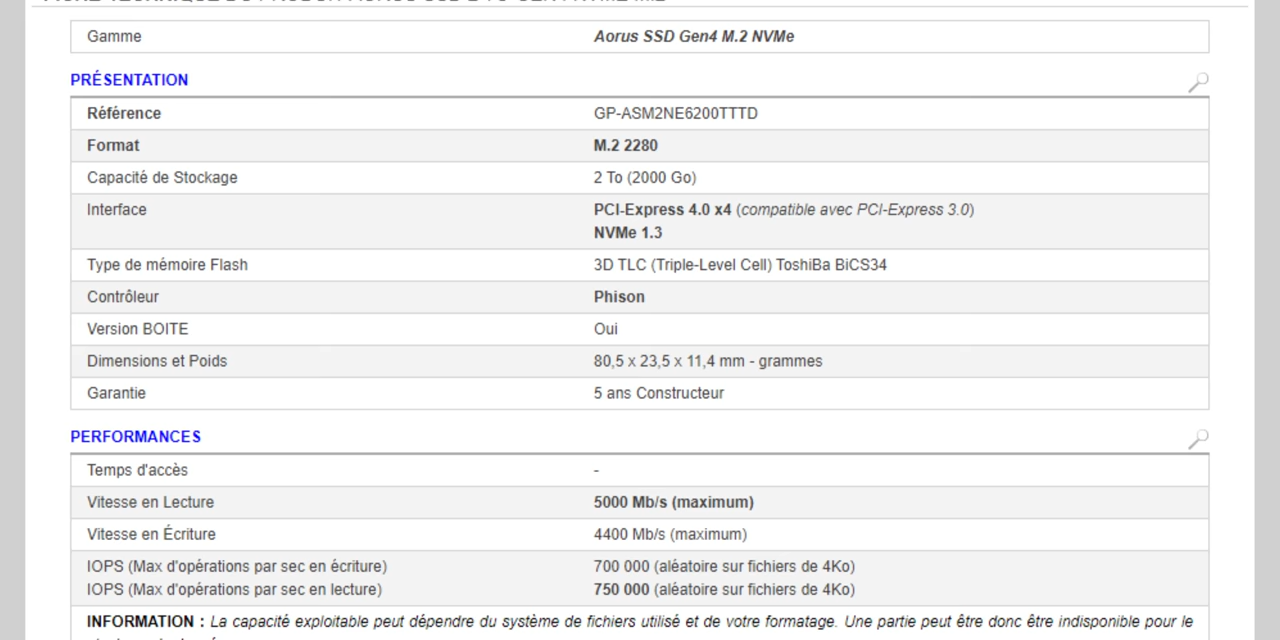 Gamme Aorus SSD Gen4 M.2 NVMe
PRÉSENTATION
Référence GP-ASM2NE6200TTTD
Format M.2 2280
Capacité de Stockage 2 To (2000 Go)
Interface PCI-Express 4.0 x4 (compatible avec PCI-Express 3.0)
NVMe 1.3
Type de mémoire Flash 3D TLC (Triple-Level Cell) ToshiBa BiCS34
Contrôleur Phison
Version BOITE Oui
Dimensions et Poids 80,5 x 23,5 x 11,4 mm - grammes
Garantie 5 ans Constructeur
PERFORMANCES
Temps d'accès -
Vitesse en Lecture 5000 Mb/s (maximum)
Vitesse en Écriture 4400 Mb/s (maximum)
IOPS (Max d'opérations par sec en écriture) 700 000 (aléatoire sur fichiers de 4Ko)
IOPS (Max d'opérations par sec en lecture) 750 000 (aléatoire sur fichiers de 4Ko)
INFORMATION : La capacité exploitable peut dépendre du système de fichiers utilisé et de votre formatage. Une partie peut être donc être indisponible pour le